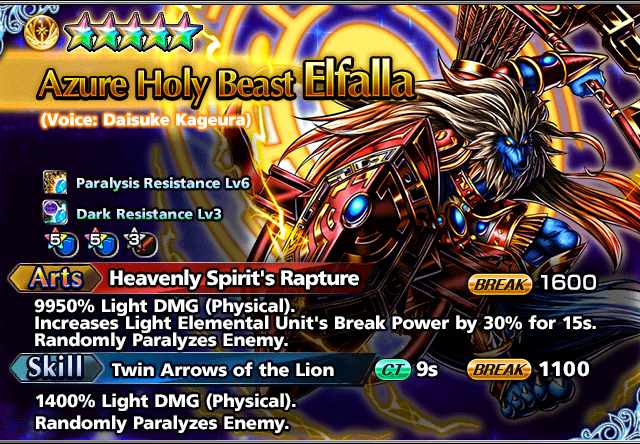 Azure Holy Beast Elfalla
(Voice: Daisuke Kageura)
Paralysis Resistance Lv6
Dark Resistance Lv3
5 5 3
Arts Heavenly Spirit's Rapture BREAK 1600
9950% Light DMG (Physical).
Increases Light Elemental Unit's Break Power by 30% for 15s.
Randomly Paralyzes Enemy.
Skill Twin Arrows of the Lion CT 9s BREAK 1100
1400% Light DMG (Physical).
Randomly Paralyzes Enemy.